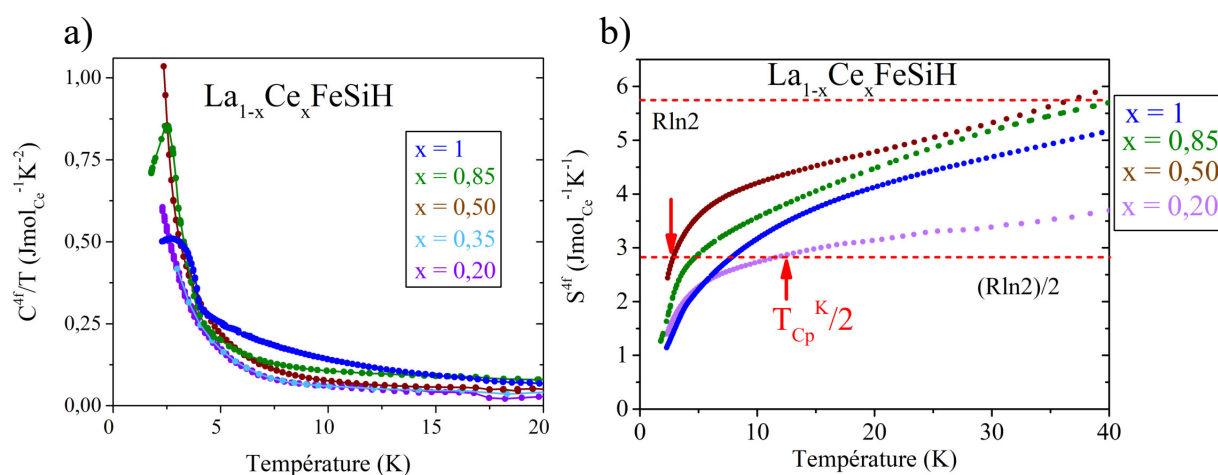 a)
La₁₋ₓCeₓFeSiH
x = 1
x = 0,85
x = 0,50
x = 0,35
x = 0,20
C⁴ᶠ/T (Jmol_Ce⁻¹K⁻²)
1,00
0,75
0,50
0,25
0,00
0 5 10 15 20
Température (K)
b)
La₁₋ₓCeₓFeSiH
Rln2
(Rln2)/2
T_Cp^K/2
x = 1
x = 0,85
x = 0,50
x = 0,20
S⁴ᶠ (Jmol_Ce⁻¹K⁻¹)
6
5
4
3
2
1
0
0 10 20 30 40
Température (K)